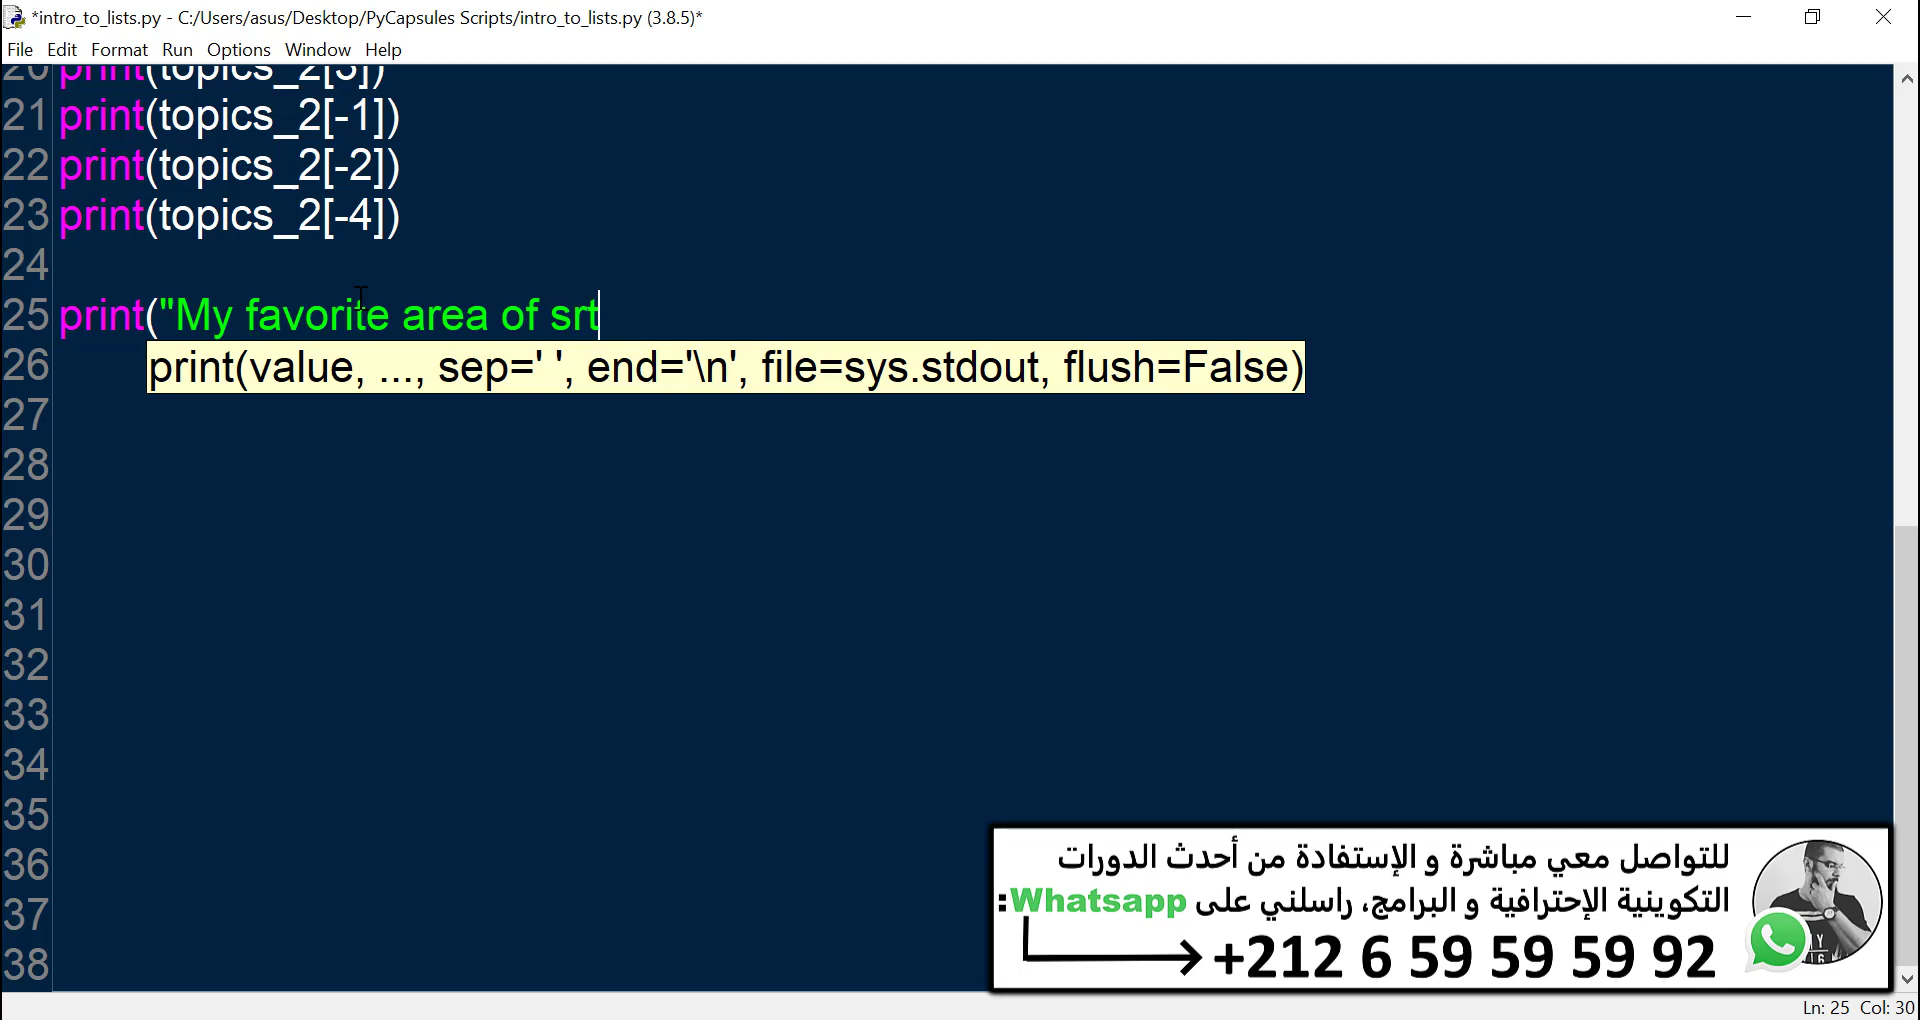 *intro_to_lists.py - C:/Users/asus/Desktop/PyCapsules Scripts/intro_to_lists.py (3.8.5)*
File Edit Format Run Options Window Help
20 print(topics_2[3])
21 print(topics_2[-1])
22 print(topics_2[-2])
23 print(topics_2[-4])
24
25 print("My favorite area of srt
26 print(value, ..., sep=' ', end='\n', file=sys.stdout, flush=False)
27
28
29
30
31
32
33
34
35
36
37
38
للتواصل معي مباشرة و الإستفادة من أحدث الدورات
التكوينية الإحترافية و البرامج، راسلني على Whatsapp:
+212 6 59 59 59 92
Ln: 25 Col: 30